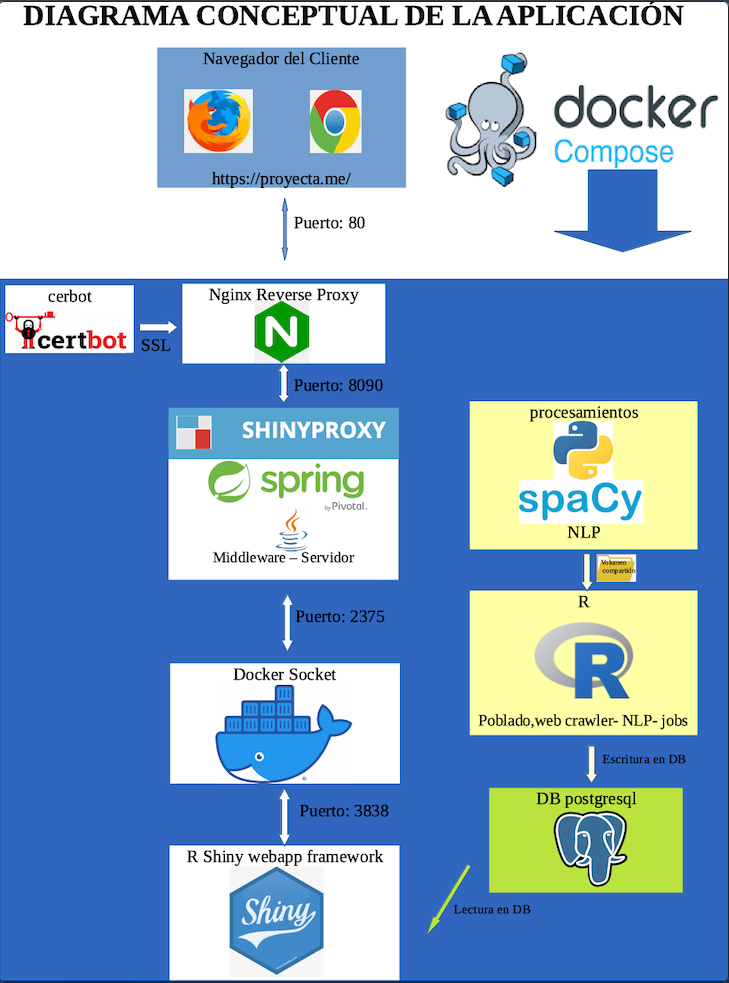 DIAGRAMA CONCEPTUAL DE LA APLICACIÓN
Navegador del Cliente
https://proyecta.me/
docker
Compose
Puerto: 80
cerbot
certbot
SSL
Nginx Reverse Proxy
N
Puerto: 8090
SHINYPROXY
spring
by Pivotal.
Middleware – Servidor
procesamientos
spaCy
NLP
Volumen
compartido
R
R
Poblado,web crawler- NLP- jobs
Puerto: 2375
Docker Socket
Escritura en DB
DB postgresql
Puerto: 3838
R Shiny webapp framework
Shiny
Lectura en DB